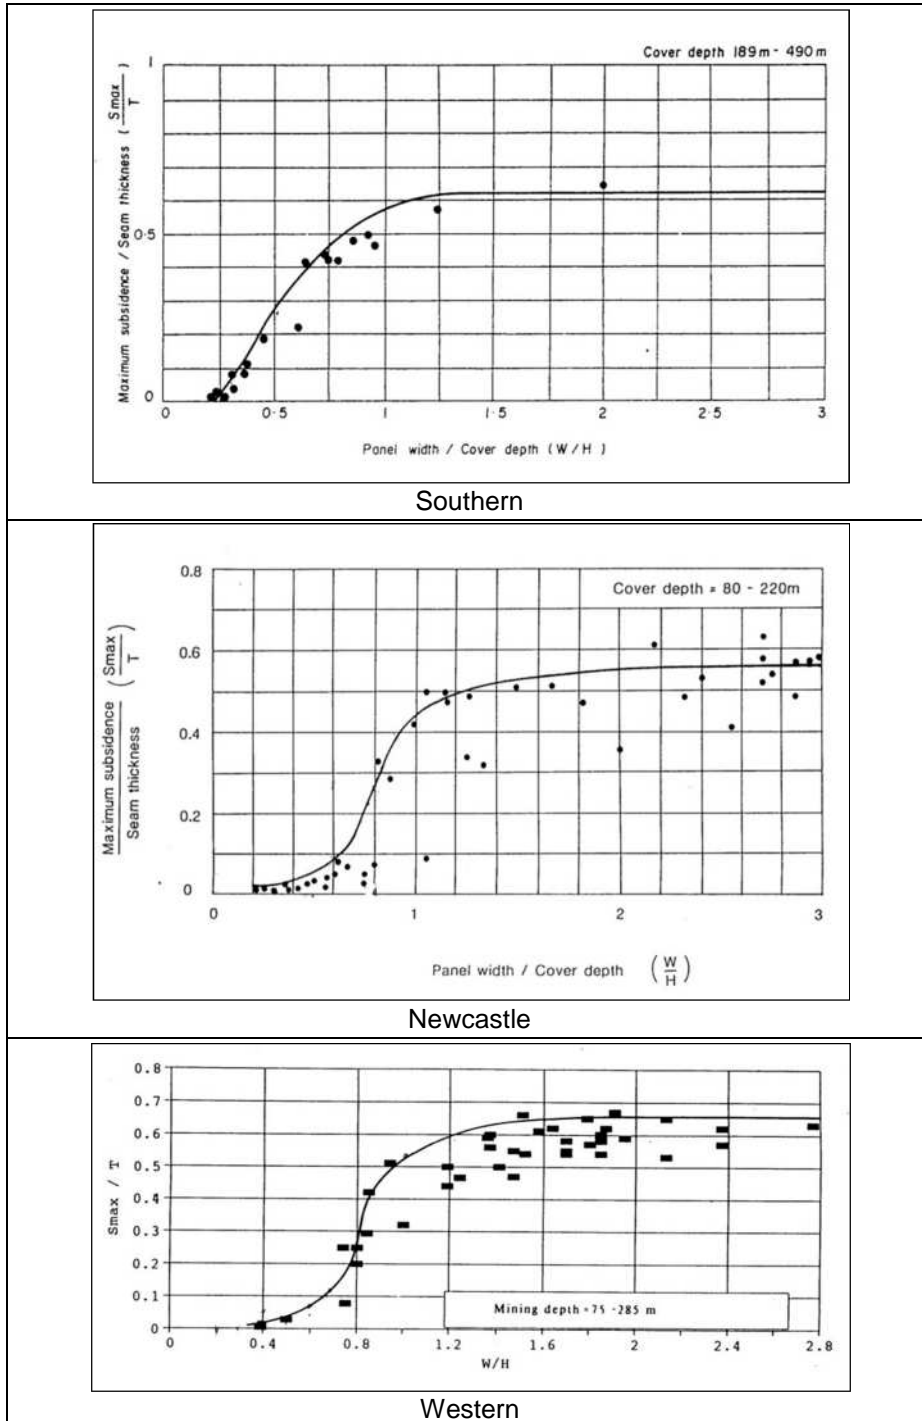 Cover depth 189m - 490m
1
0·5
0
Maximum subsidence / Seam thickness ( Smax / T )
0 0·5 1 1·5 2 2·5 3
Panel width / Cover depth ( W / H )
Southern
Cover depth = 80 - 220m
0.8
0.6
0.4
0.2
0
Maximum subsidence
Seam thickness
( Smax / T )
0 1 2 3
Panel width / Cover depth ( W / H )
Newcastle
0.8
0.7
0.6
0.5
0.4
0.3
0.2
0.1
0
Smax / T
Mining depth =75 -285 m
0 0.4 0.8 1.2 1.6 2 2.4 2.8
W/H
Western